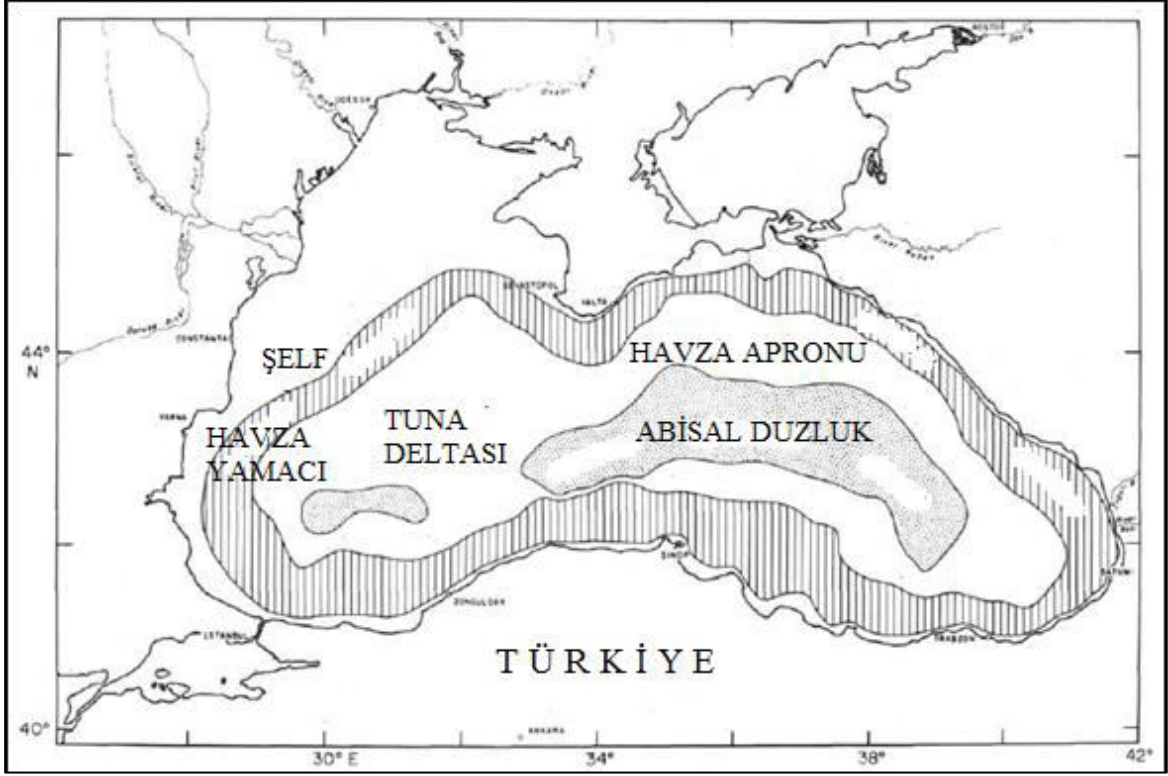 ODESSA
SEVASTOPOL
YALTA
CONSTANTA
44°
N
ŞELF
HAVZA APRONU
VARNA
HAVZA
YAMACI
TUNA
DELTASI
ABİSAL DUZLUK
SINOP
BATUMI
ZONGULDAK
ISTANBUL
TRABZON
TÜRKİYE
40°
ANKARA
30° E
34°
38°
42°